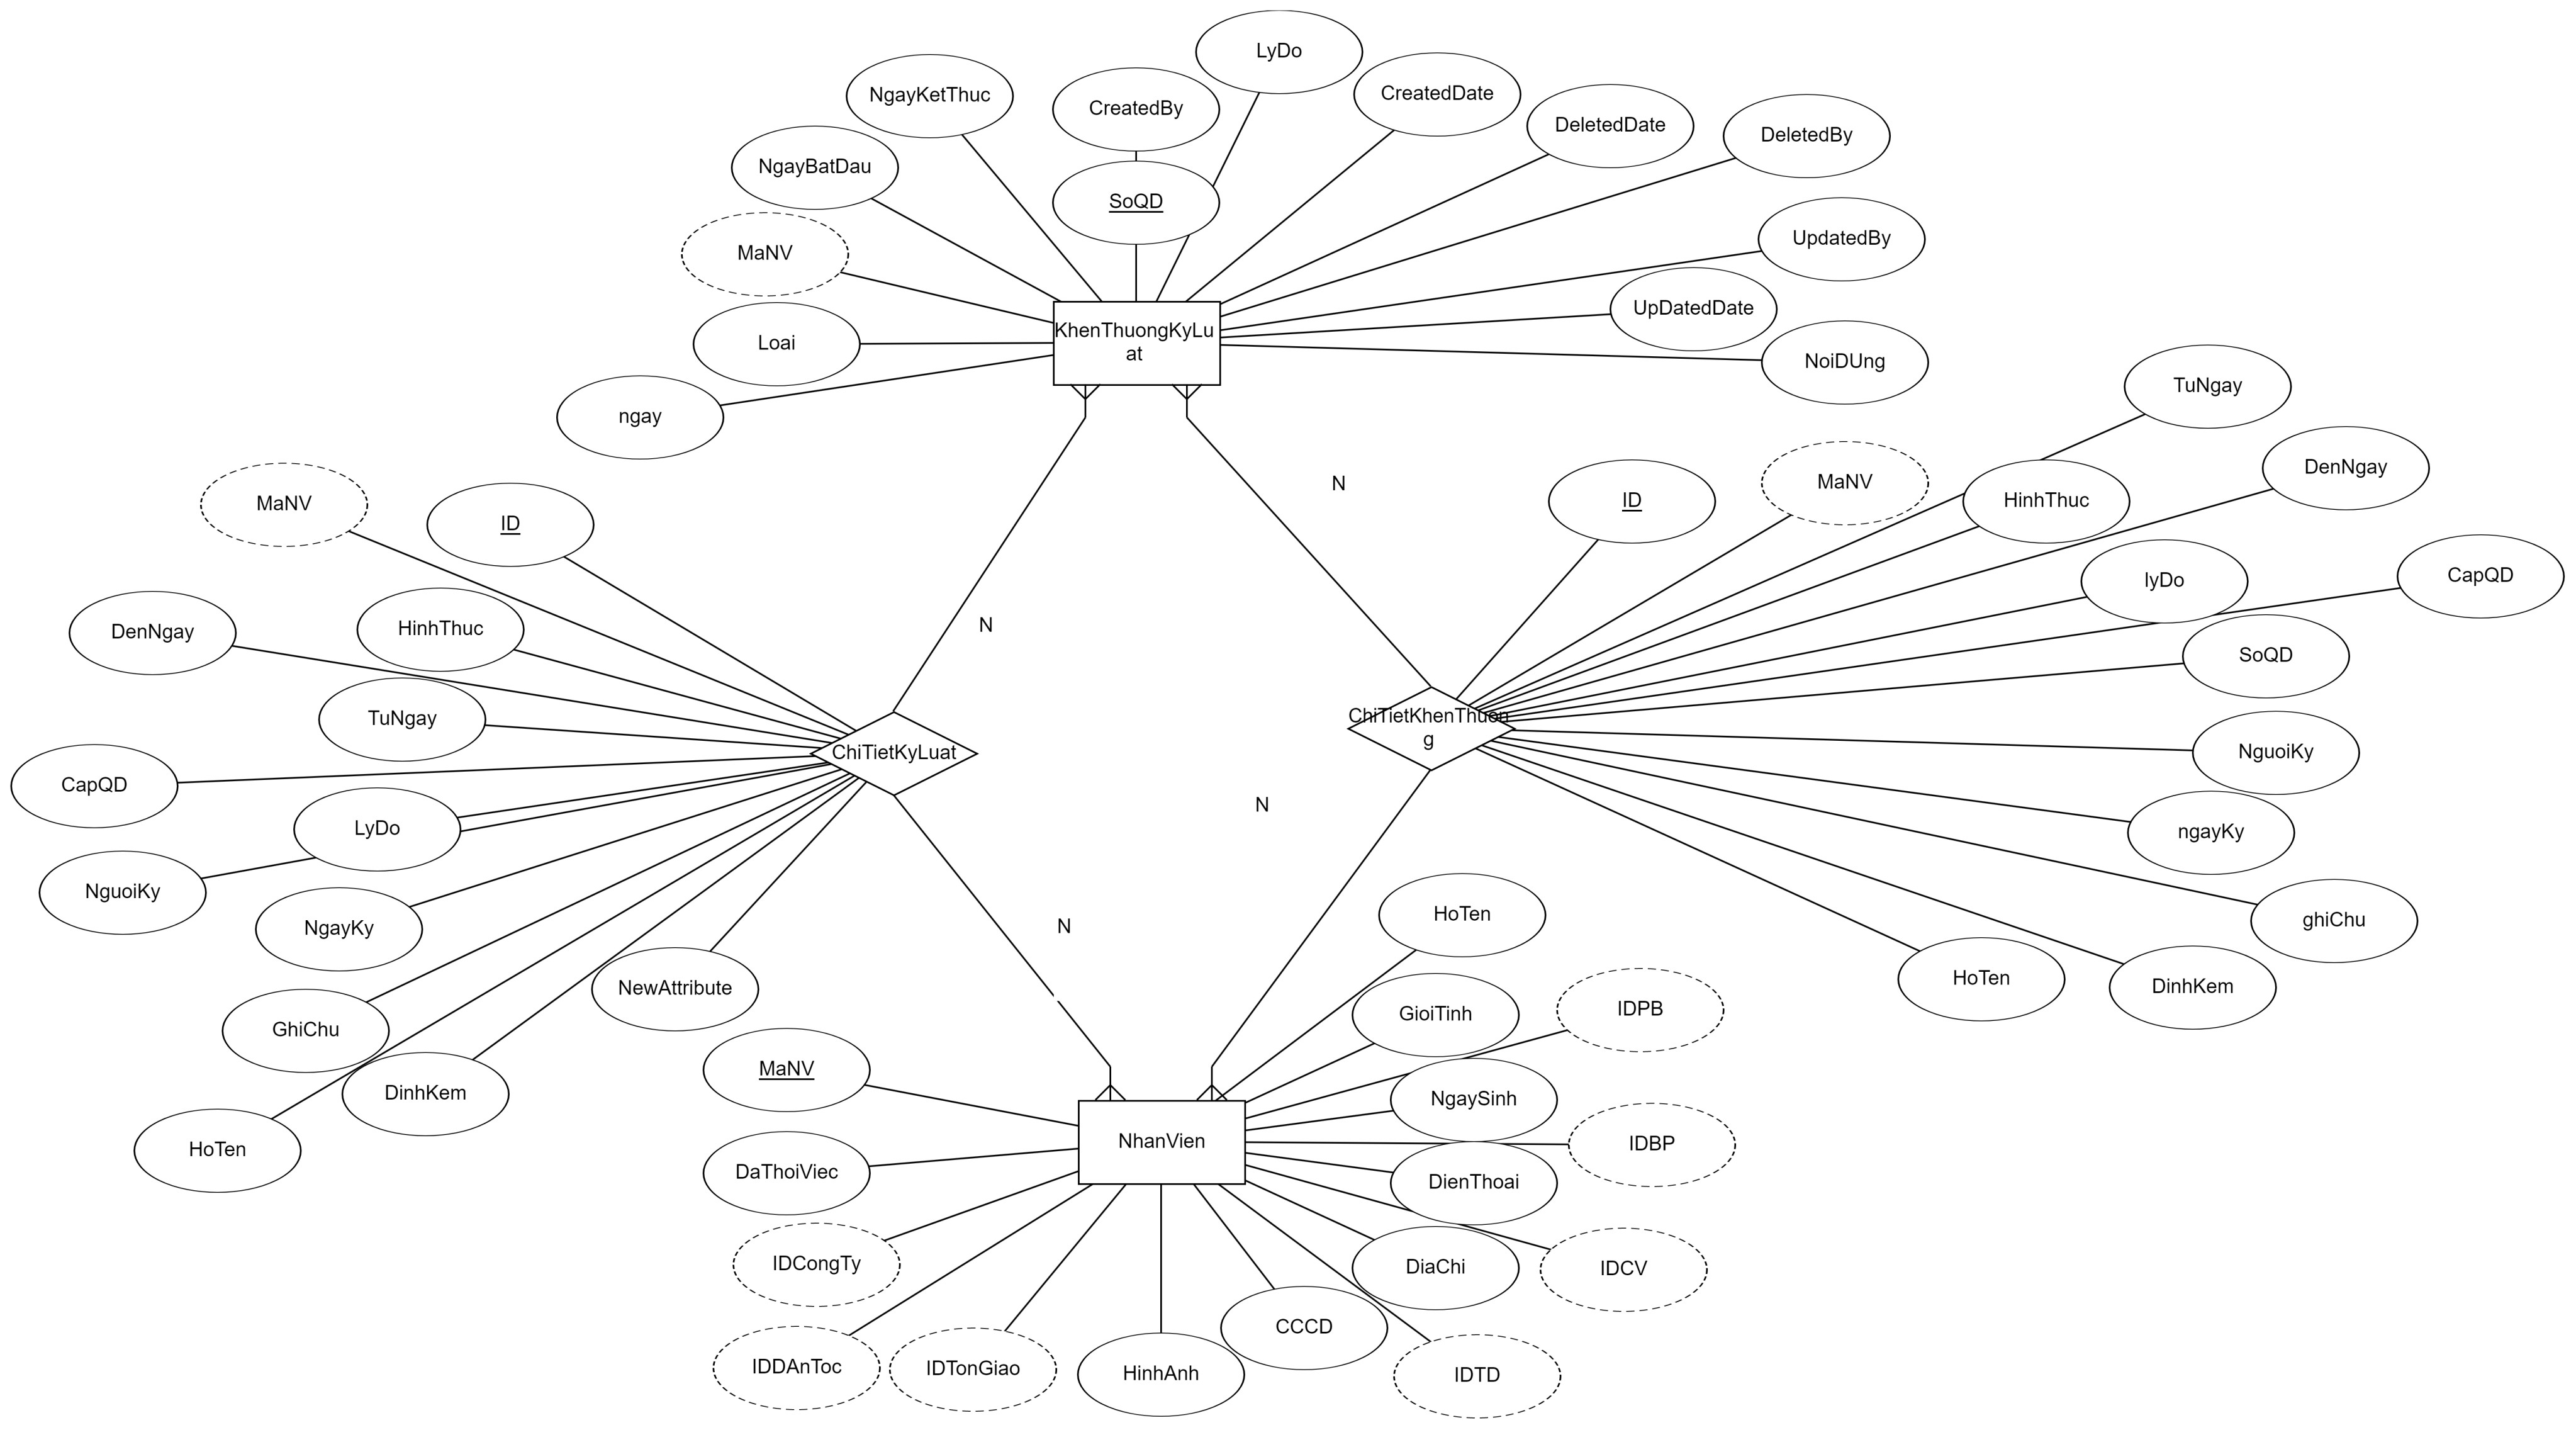 LyDo
NgayKetThuc
CreatedBy
CreatedDate
DeletedDate
DeletedBy
NgayBatDau
SoQD
MaNV
UpdatedBy
UpDatedDate
KhenThuongKyLu
at
Loai
NoiDUng
ngay
TuNgay
DenNgay
N
MaNV
ID
HinhThuc
MaNV
ID
lyDo
CapQD
N
DenNgay
HinhThuc
SoQD
TuNgay
ChiTietKhenThuon
g
ChiTietKyLuat
NguoiKy
CapQD
N
LyDo
ngayKy
NguoiKy
NgayKy
N
HoTen
ghiChu
HoTen
DinhKem
NewAttribute
GhiChu
GioiTinh
IDPB
MaNV
DinhKem
NgaySinh
HoTen
NhanVien
IDBP
DaThoiViec
DienThoai
IDCongTy
DiaChi
IDCV
CCCD
IDDAnToc
IDTonGiao
HinhAnh
IDTD